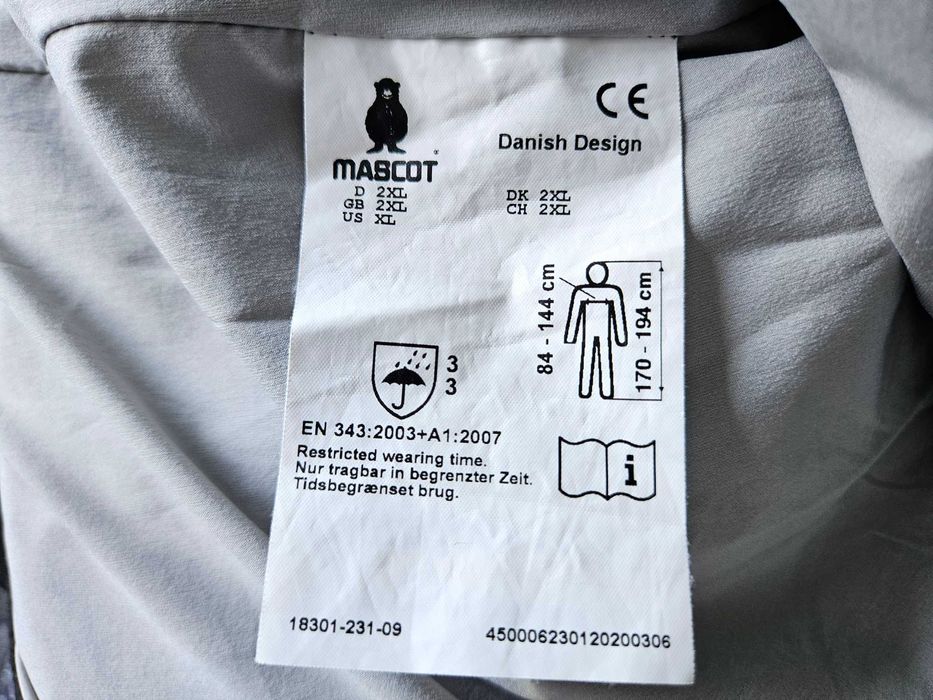 CE
Danish Design
MASCOT
D 2XL
GB 2XL
US XL
DK 2XL
CH 2XL
84 - 144 cm
170 - 194 cm
3
3
EN 343:2003+A1:2007
Restricted wearing time.
Nur tragbar in begrenzter Zeit.
Tidsbegrænset brug.
i
18301-231-09
450006230120200306